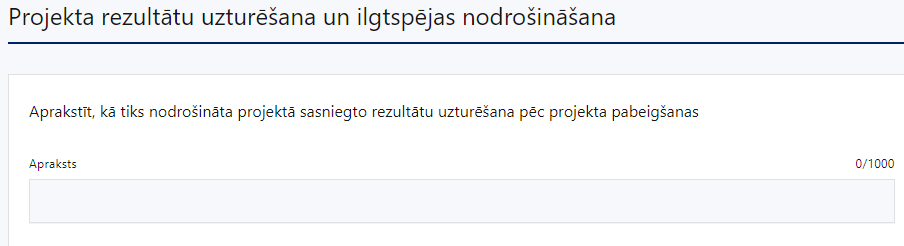 Projekta rezultātu uzturēšana un ilgtspējas nodrošināšana
Aprakstīt, kā tiks nodrošināta projektā sasniegto rezultātu uzturēšana pēc projekta pabeigšanas
Apraksts 0/1000